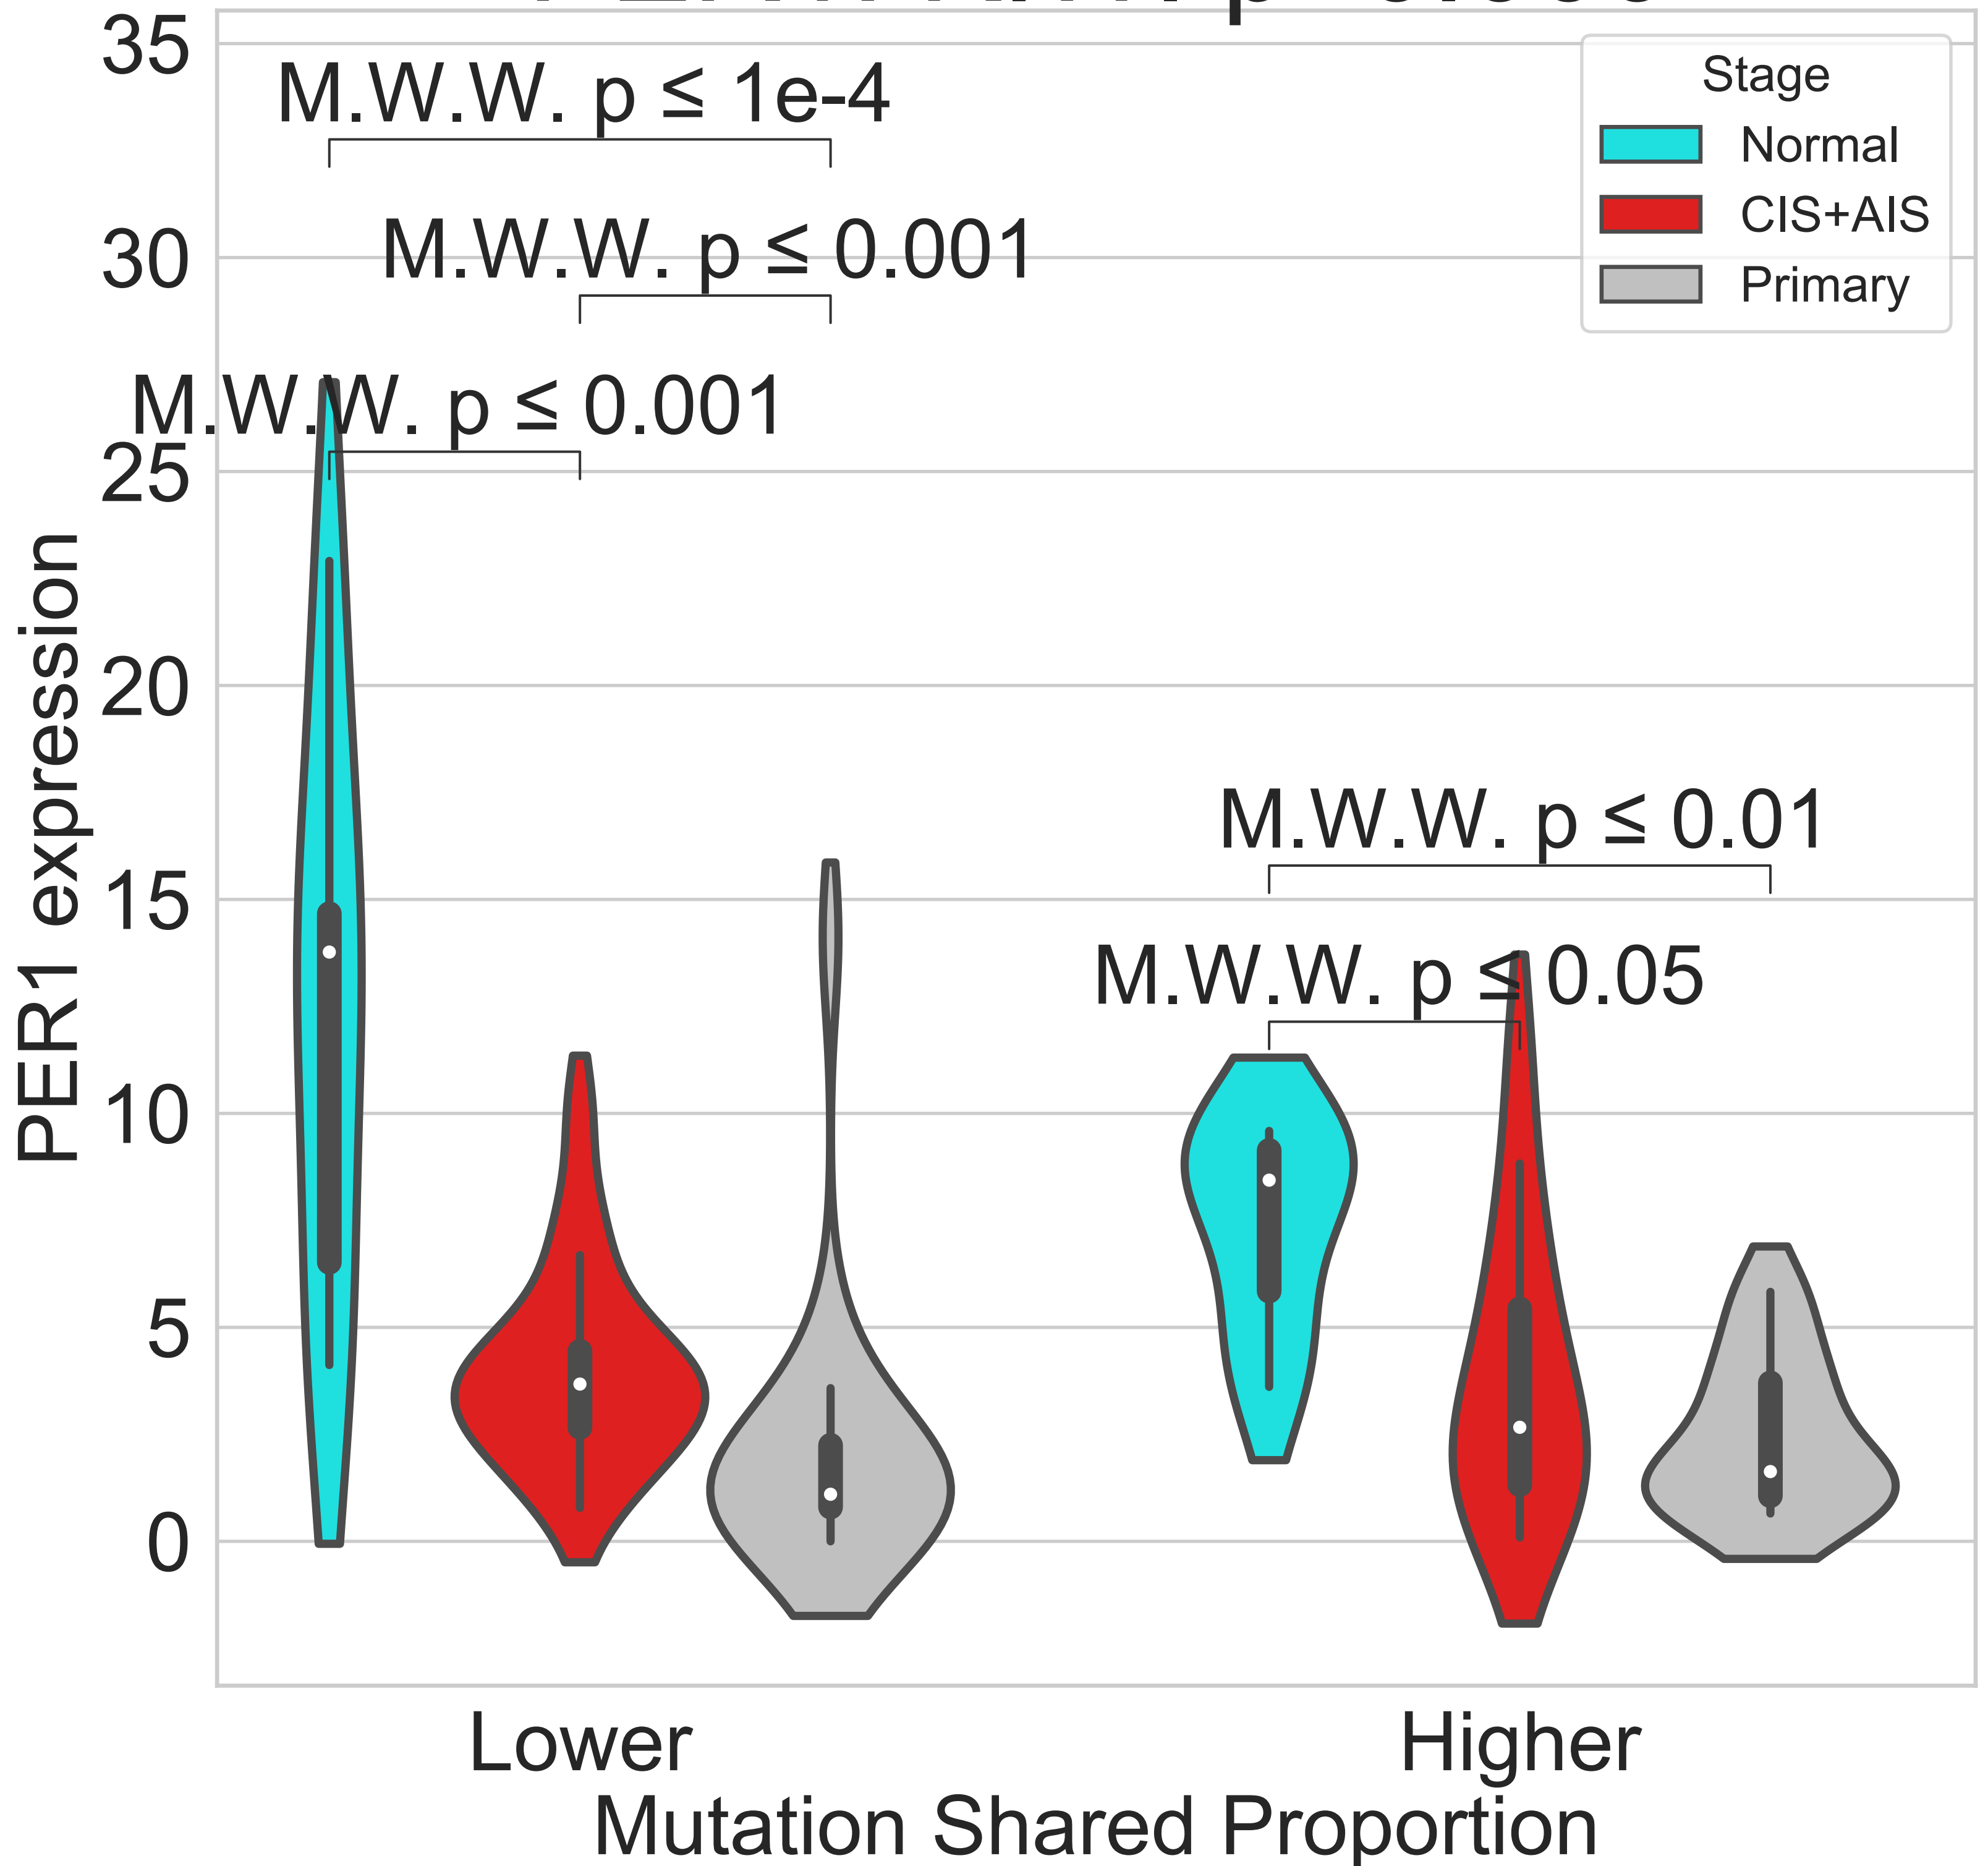 35
30
25
20
15
10
5
0
PER1 expression
M.W.W. p ≤ 1e-4
M.W.W. p ≤ 0.001
M.W.W. p ≤ 0.001
M.W.W. p ≤ 0.01
M.W.W. p ≤ 0.05
Stage
Normal
CIS+AIS
Primary
Lower
Higher
Mutation Shared Proportion